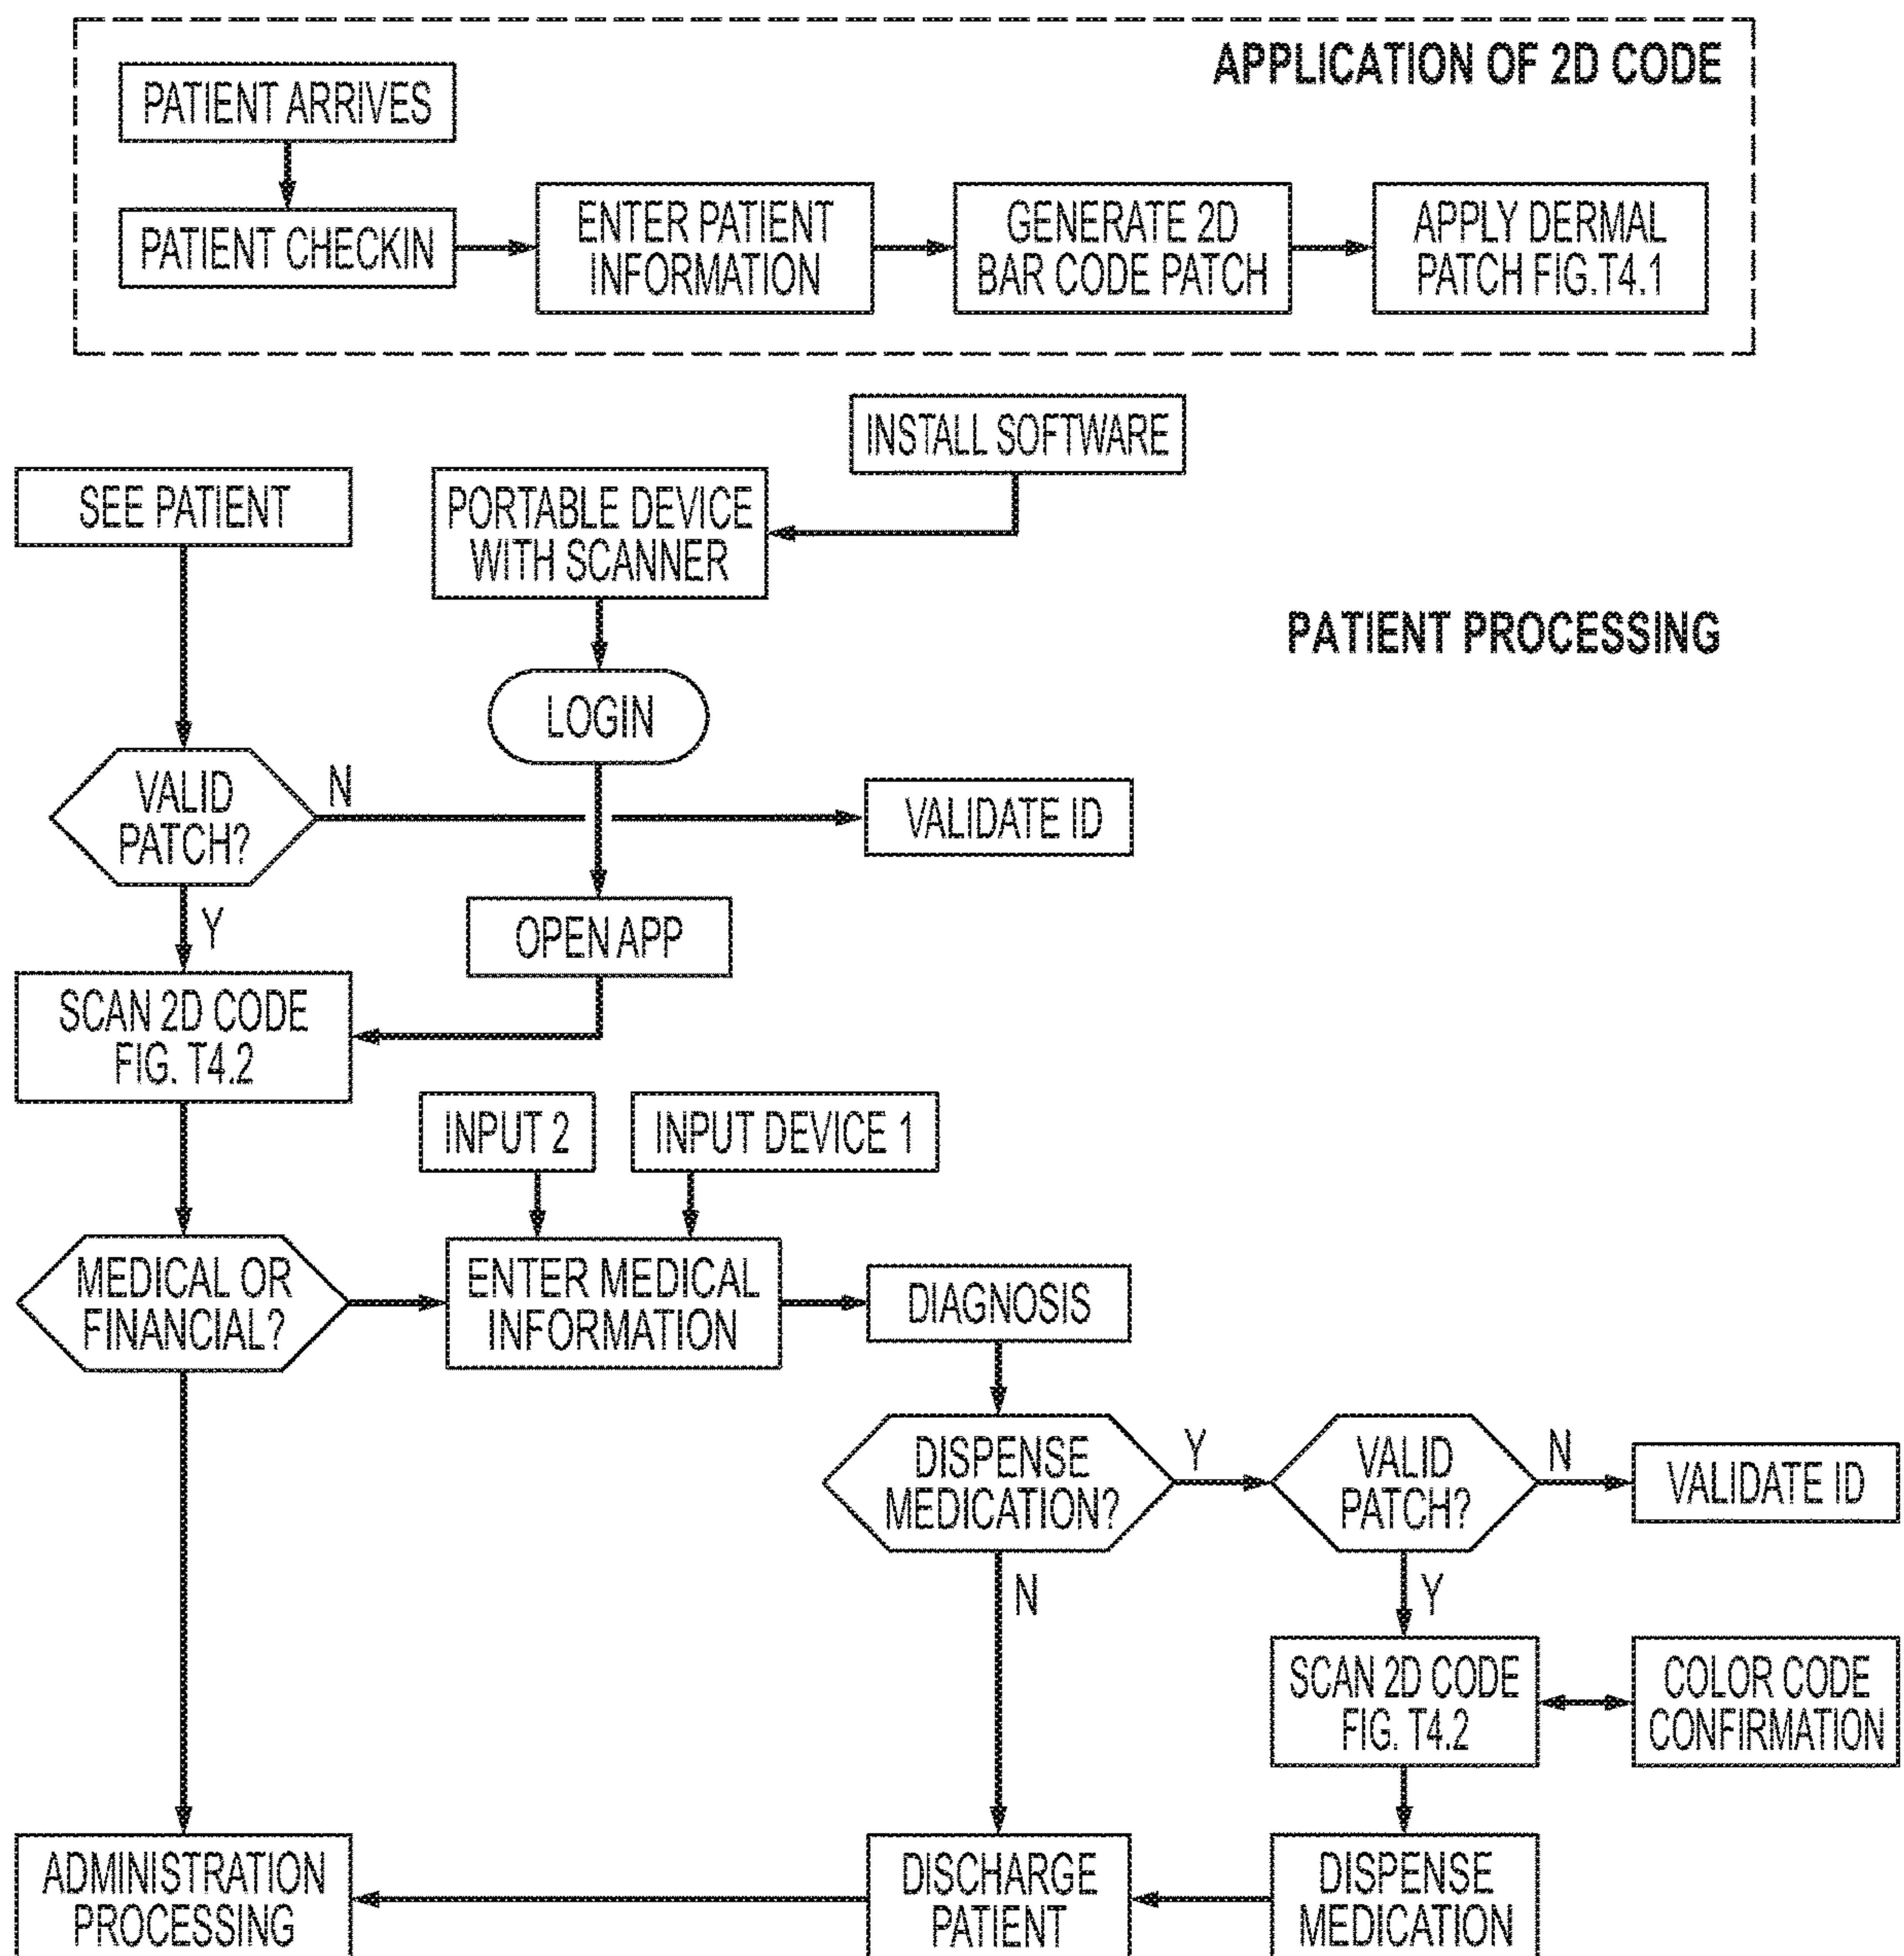 APPLICATION OF 2D CODE
PATIENT ARRIVES
PATIENT CHECKIN
ENTER PATIENT
INFORMATION
GENERATE 2D
BAR CODE PATCH
APPLY DERMAL
PATCH FIG.T4.1
INSTALL SOFTWARE
SEE PATIENT
PORTABLE DEVICE
WITH SCANNER
PATIENT PROCESSING
LOGIN
VALID
PATCH?
N
VALIDATE ID
Y
OPEN APP
SCAN 2D CODE
FIG. T4.2
INPUT 2
INPUT DEVICE 1
MEDICAL OR
FINANCIAL?
ENTER MEDICAL
INFORMATION
DIAGNOSIS
DISPENSE
MEDICATION?
Y
VALID
PATCH?
N
VALIDATE ID
N
Y
SCAN 2D CODE
FIG. T4.2
COLOR CODE
CONFIRMATION
ADMINISTRATION
PROCESSING
DISCHARGE
PATIENT
DISPENSE
MEDICATION